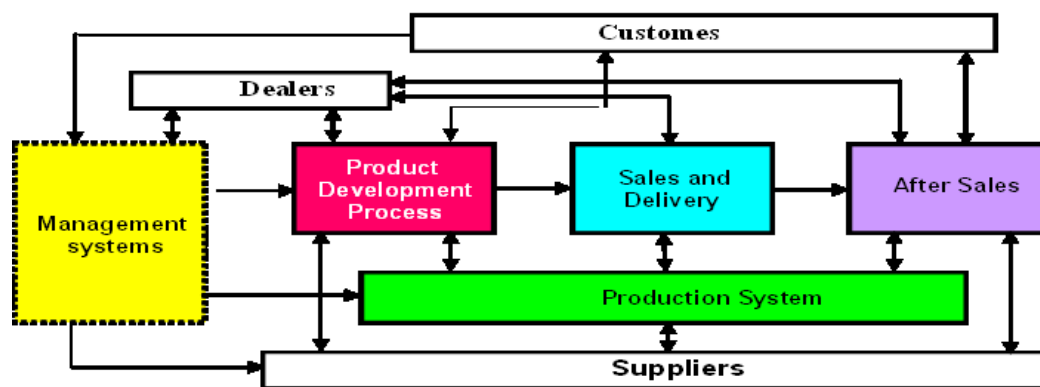 Customes
Dealers
Management
systems
Product
Development
Process
Sales and
Delivery
After Sales
Production System
Suppliers